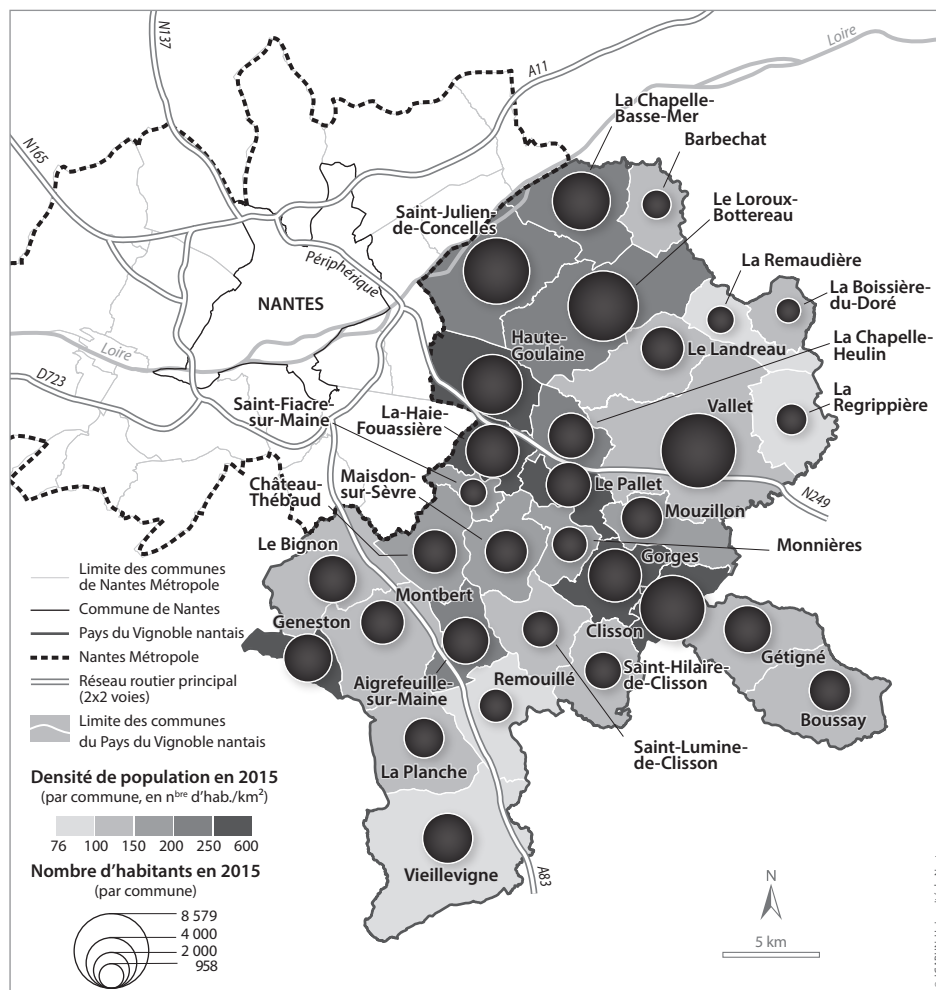 N137
A11
Loire
N165
La Chapelle-
Basse-Mer
Barbechat
Le Loroux-
Bottereau
Saint-Julien-
de-Concelles
Périphérique
La Remaudière
NANTES
La Boissière-
du-Doré
Haute-
Goulaine
La Chapelle-
Heulin
Loire
Le Landreau
D723
Saint-Fiacre-
sur-Maine
La-Haie-
Fouassière
Vallet
La
Regrippière
Château-
Thébaud
Maisdon-
sur-Sèvre
Le Pallet
N249
Mouzillon
Le Bignon
Monnières
Gorges
Montbert
Geneston
Clisson
Gétigné
Aigrefeuille-
sur-Maine
Remouillé
Saint-Hilaire-
de-Clisson
Boussay
La Planche
Saint-Lumine-
de-Clisson
Vieillevigne
A83
Limite des communes
de Nantes Métropole
Commune de Nantes
Pays du Vignoble nantais
Nantes Métropole
Réseau routier principal
(2x2 voies)
Limite des communes
du Pays du Vignoble nantais
Densité de population en 2015
(par commune, en nbre d'hab./km²)
76 100 150 200 250 600
Nombre d'habitants en 2015
(par commune)
8 579
4 000
2 000
958
N
5 km